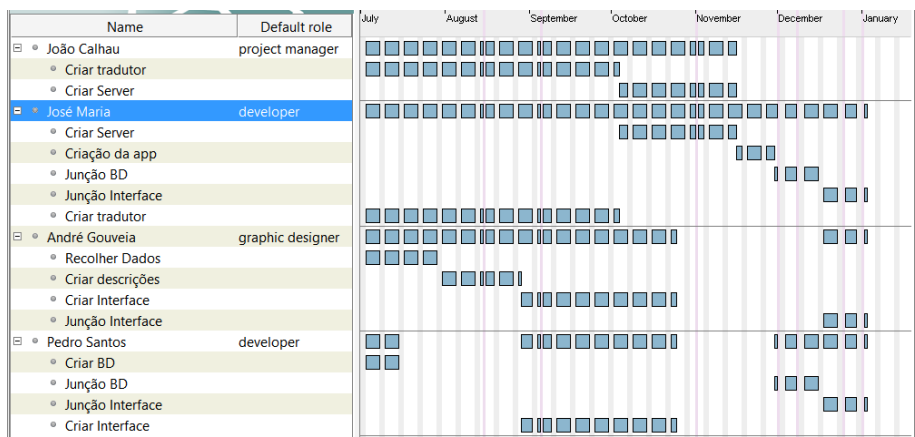 Name Default role July August September October November December January
João Calhau project manager
Criar tradutor
Criar Server
José Maria developer
Criar Server
Criação da app
Junção BD
Junção Interface
Criar tradutor
André Gouveia graphic designer
Recolher Dados
Criar descrições
Criar Interface
Junção Interface
Pedro Santos developer
Criar BD
Junção BD
Junção Interface
Criar Interface